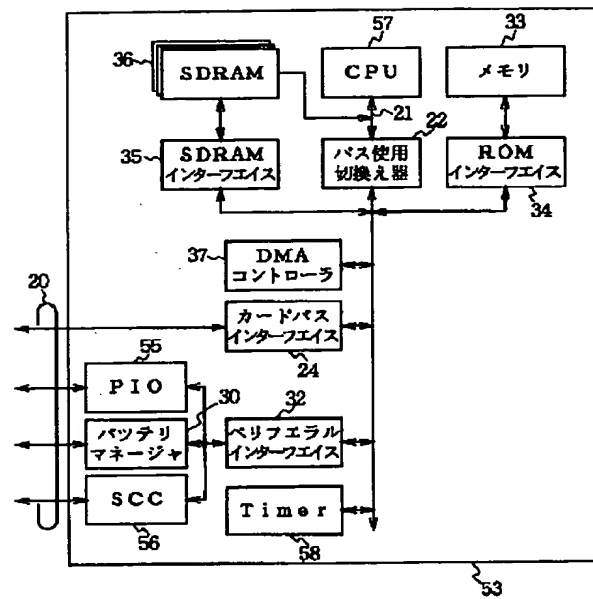 36
SDRAM
57
CPU
33
メモリ
21
22
35
SDRAM
インターフエイス
バス使用
切換え器
ROM
インターフエイス
34
37
DMA
コントローラ
20
カードバス
インターフエイス
24
55
PIO
30
バッテリ
マネージャ
32
ペリフエラル
インターフエイス
SCC
56
Timer
58
53